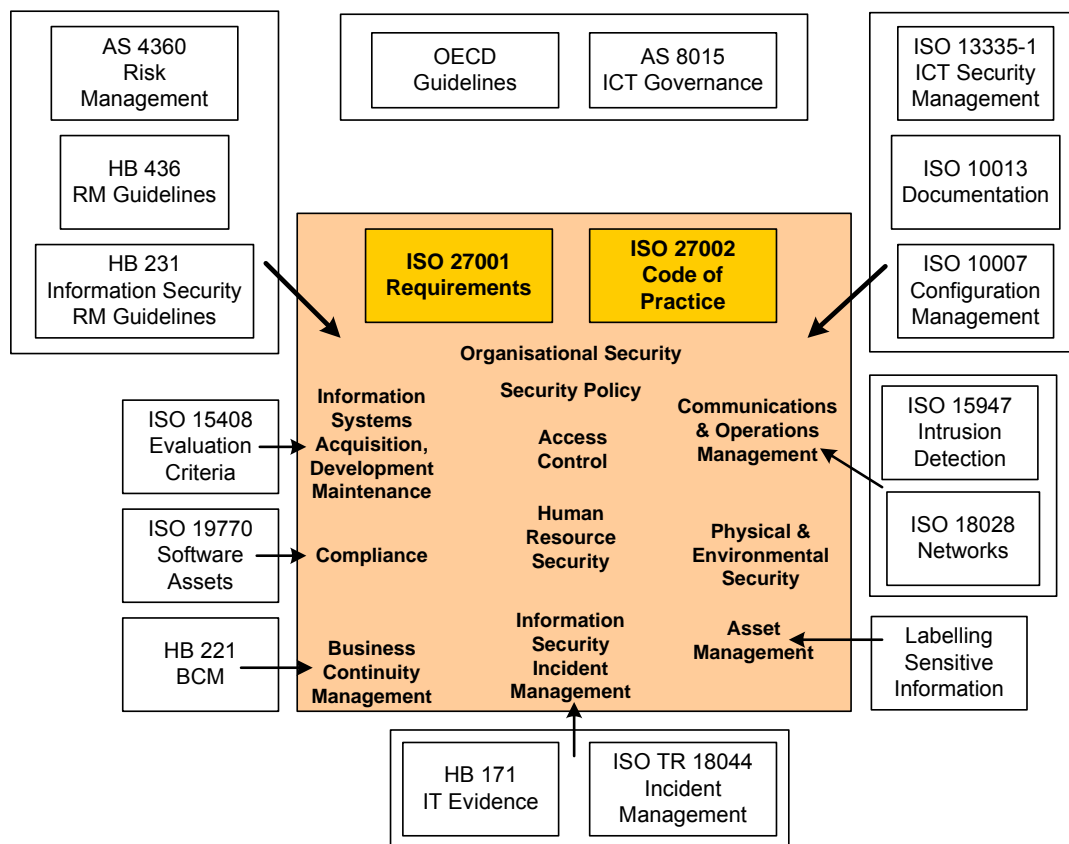 AS 4360
Risk
Management
HB 436
RM Guidelines
HB 231
Information Security
RM Guidelines
OECD
Guidelines
AS 8015
ICT Governance
ISO 13335-1
ICT Security
Management
ISO 10013
Documentation
ISO 10007
Configuration
Management
ISO 27001
Requirements
ISO 27002
Code of
Practice
Organisational Security
Security Policy
Information
Systems
Acquisition,
Development
Maintenance
Access
Control
Communications
& Operations
Management
Compliance
Human
Resource
Security
Physical &
Environmental
Security
Business
Continuity
Management
Information
Security
Incident
Management
Asset
Management
ISO 15408
Evaluation
Criteria
ISO 19770
Software
Assets
HB 221
BCM
ISO 15947
Intrusion
Detection
ISO 18028
Networks
Labelling
Sensitive
Information
HB 171
IT Evidence
ISO TR 18044
Incident
Management